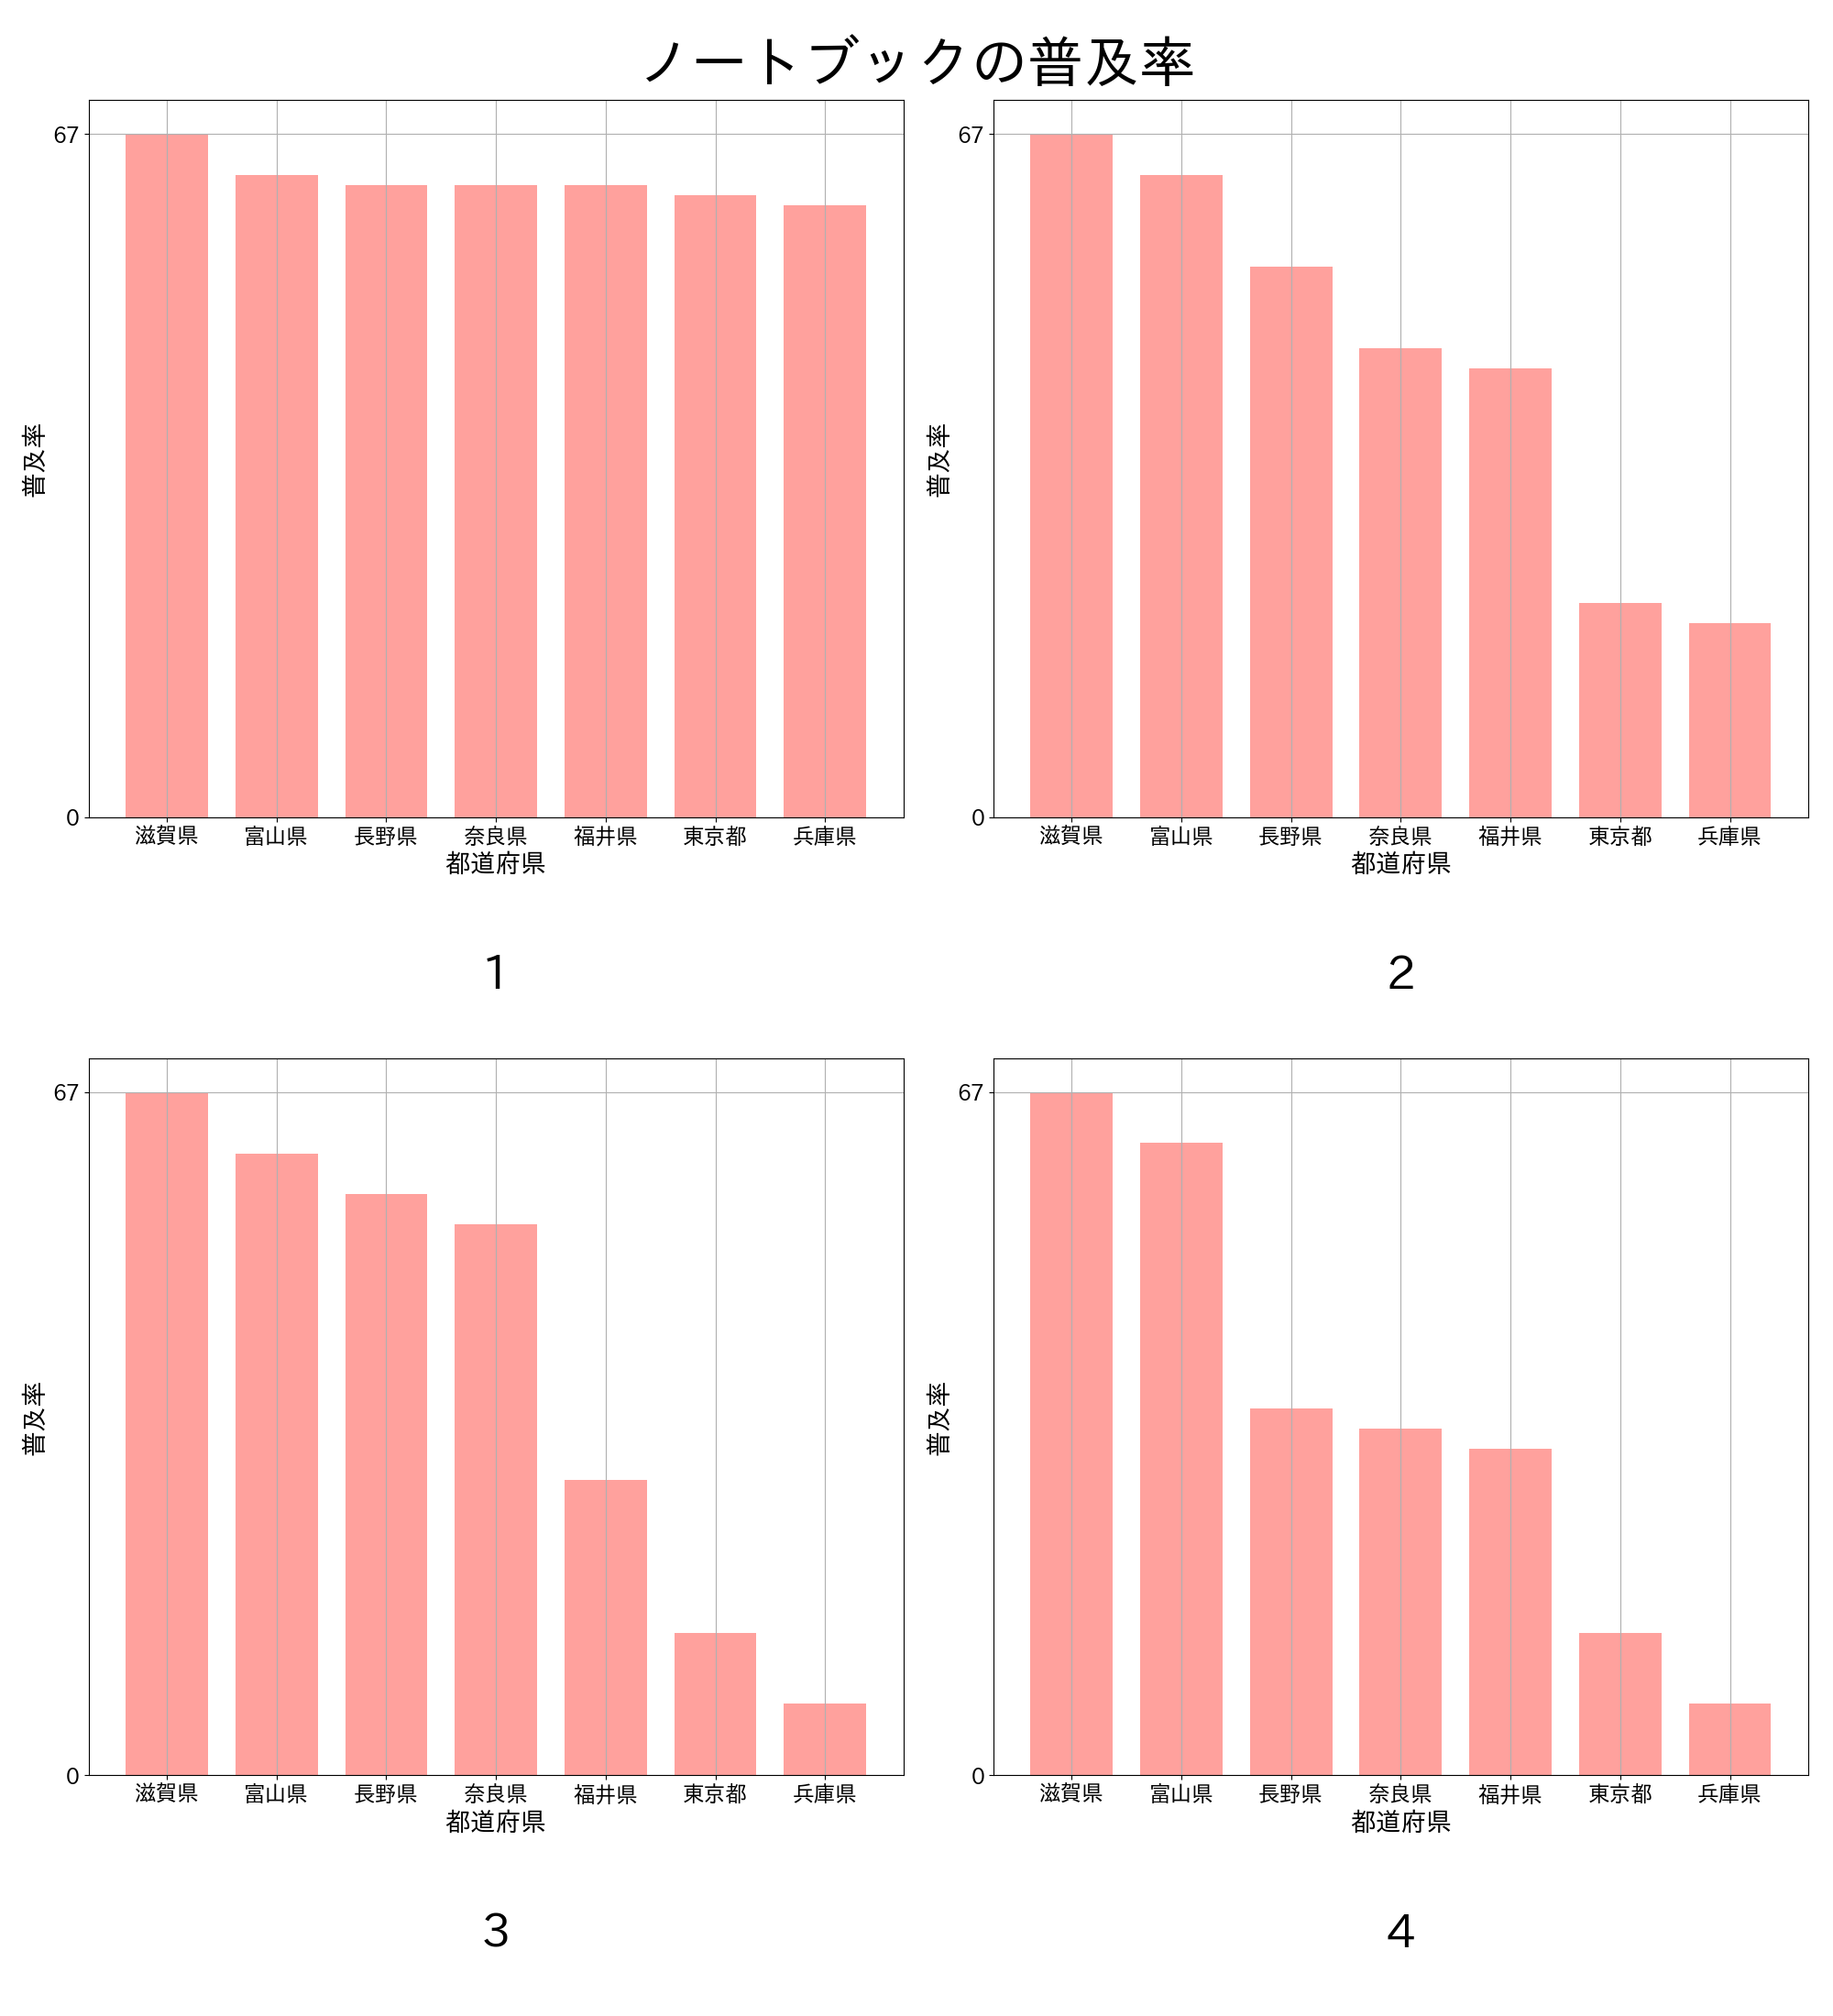 ノートブックの普及率
67
0
普及率
滋賀県 富山県 長野県 奈良県 福井県 東京都 兵庫県
都道府県
1
67
0
普及率
滋賀県 富山県 長野県 奈良県 福井県 東京都 兵庫県
都道府県
2
67
0
普及率
滋賀県 富山県 長野県 奈良県 福井県 東京都 兵庫県
都道府県
3
67
0
普及率
滋賀県 富山県 長野県 奈良県 福井県 東京都 兵庫県
都道府県
4